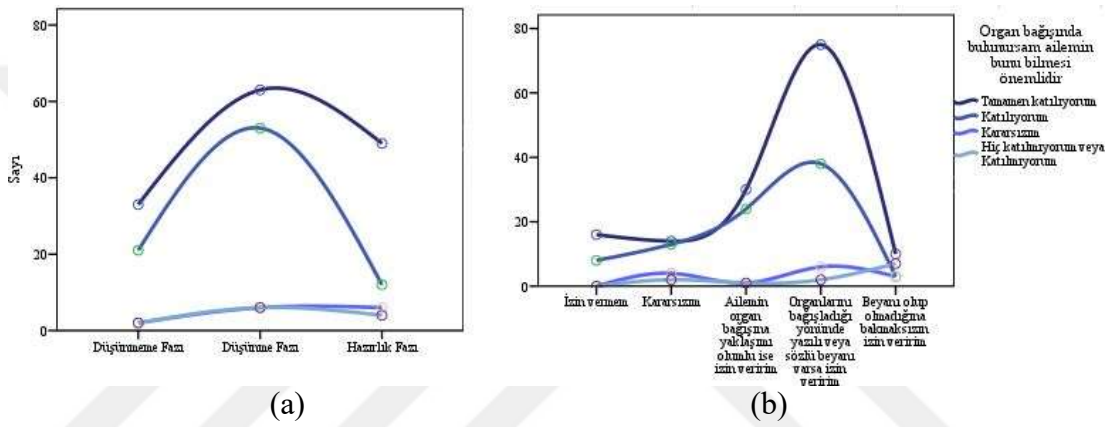 80
60
40
20
0
Sayı
Düşünmeme Fazı
Düşünme Fazı
Hazırlık Fazı
(a)
80
60
40
20
0
İzin vermem
Kararsızım
Ailemin
organ
bağışına
yaklaşımı
olumlu ise
izin veririm
Organlarını
bağışladığı
yönünde
yazılı veya
sözlü beyanı
varsa izin
veririm
Beyanı olup
olmadığına
bakmaksızın
izin veririm
(b)
Organ bağışında
bulunursam ailemin
bunu bilmesi
önemlidir
Tamamen katılıyorum
Katılıyorum
Kararsızım
Hiç katılmıyorum veya
Katılmıyorum